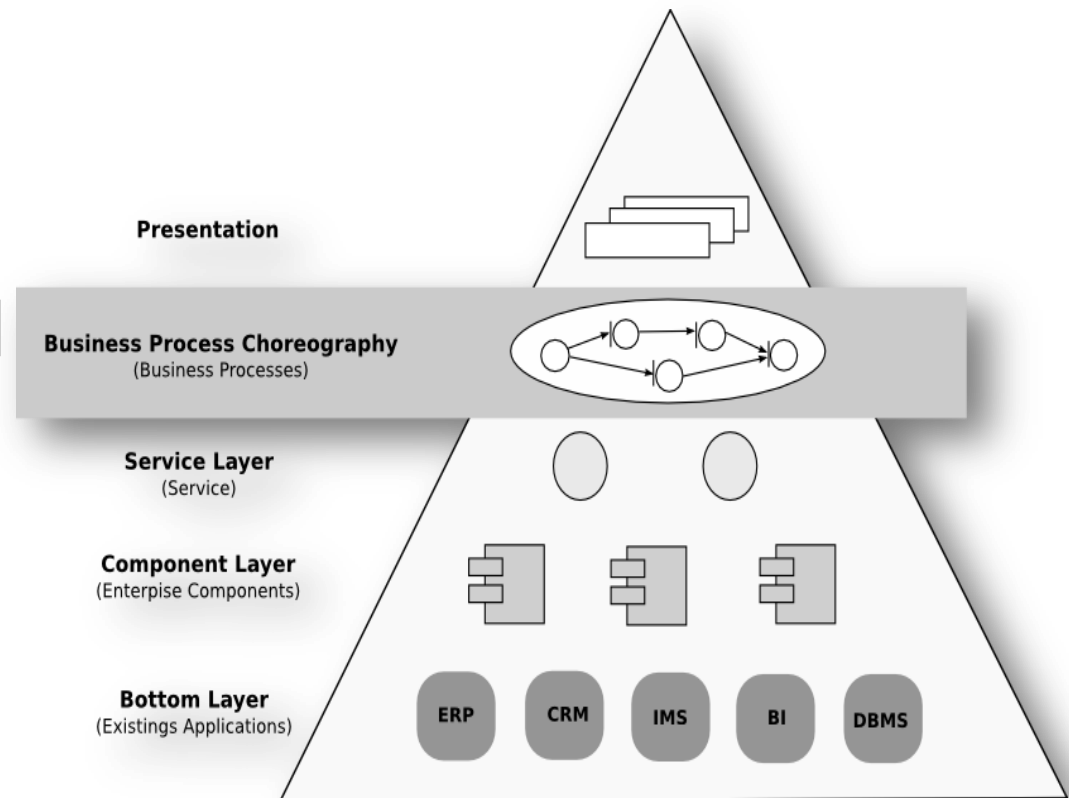 Presentation
Business Process Choreography
(Business Processes)
Service Layer
(Service)
Component Layer
(Enterpise Components)
Bottom Layer
(Existings Applications)
ERP
CRM
IMS
BI
DBMS